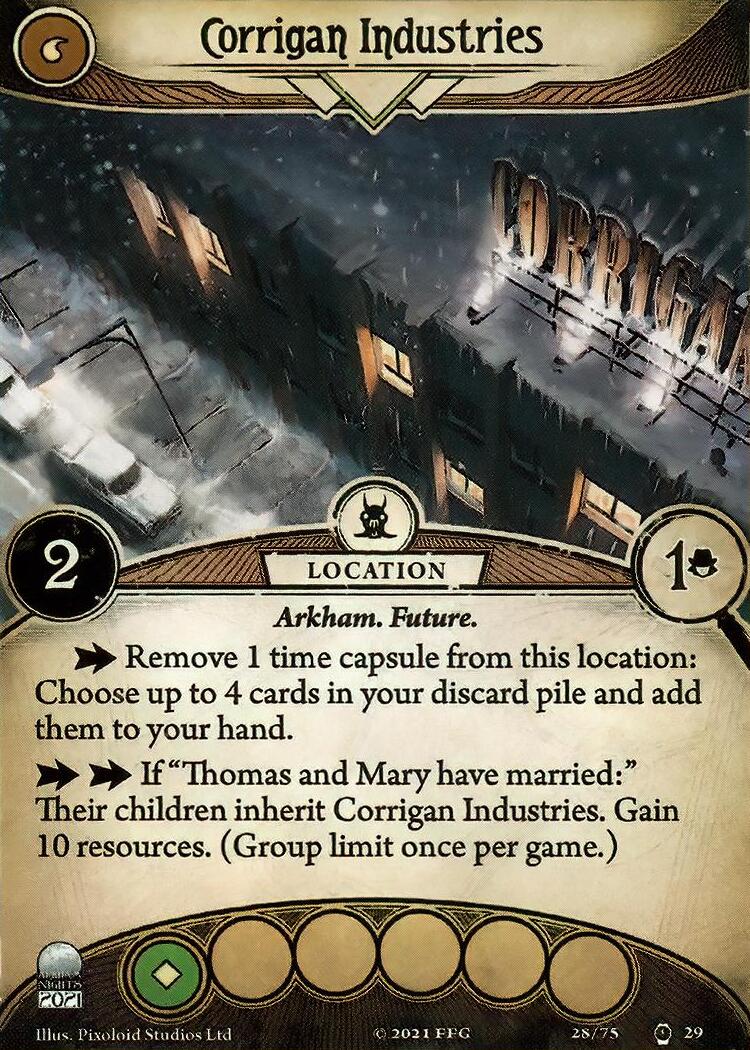 Corrigan Industries
CORRIGA
2
LOCATION
1
Arkham. Future.
Remove 1 time capsule from this location:
Choose up to 4 cards in your discard pile and add
them to your hand.
If “Thomas and Mary have married:”
Their children inherit Corrigan Industries. Gain
10 resources. (Group limit once per game.)
ARKHAM
NIGHTS
2021
Illus. Pixoloid Studios Ltd
© 2021 FFG
28/75
29